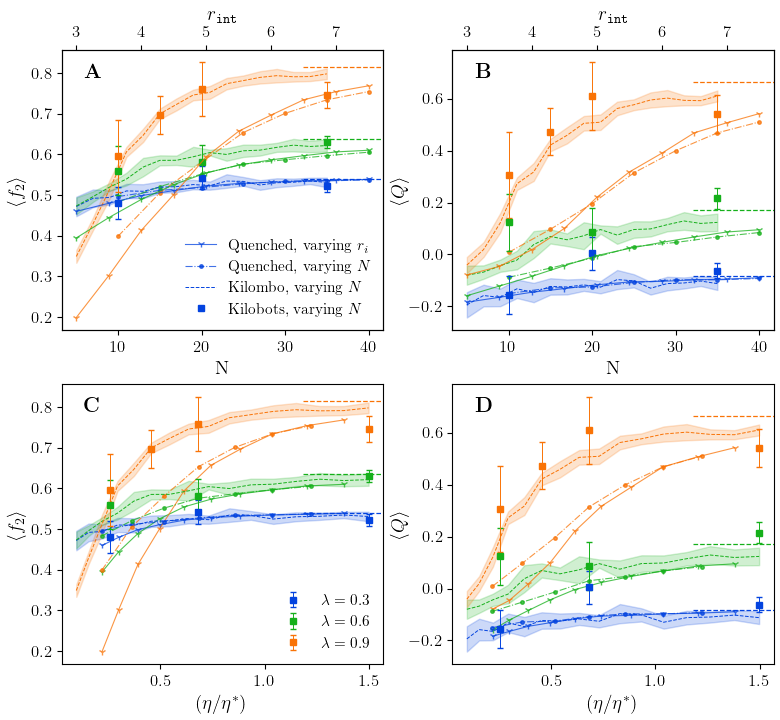 r_int
r_int
3 4 5 6 7
3 4 5 6 7
A
B
⟨f₂⟩
0.8
0.7
0.6
0.5
0.4
0.3
0.2
Quenched, varying r_i
Quenched, varying N
Kilombo, varying N
Kilobots, varying N
⟨Q⟩
0.6
0.4
0.2
0.0
−0.2
10 20 30 40
10 20 30 40
N
N
C
D
⟨f₂⟩
0.8
0.7
0.6
0.5
0.4
0.3
0.2
λ = 0.3
λ = 0.6
λ = 0.9
⟨Q⟩
0.6
0.4
0.2
0.0
−0.2
0.5 1.0 1.5
0.5 1.0 1.5
(η/η*)
(η/η*)